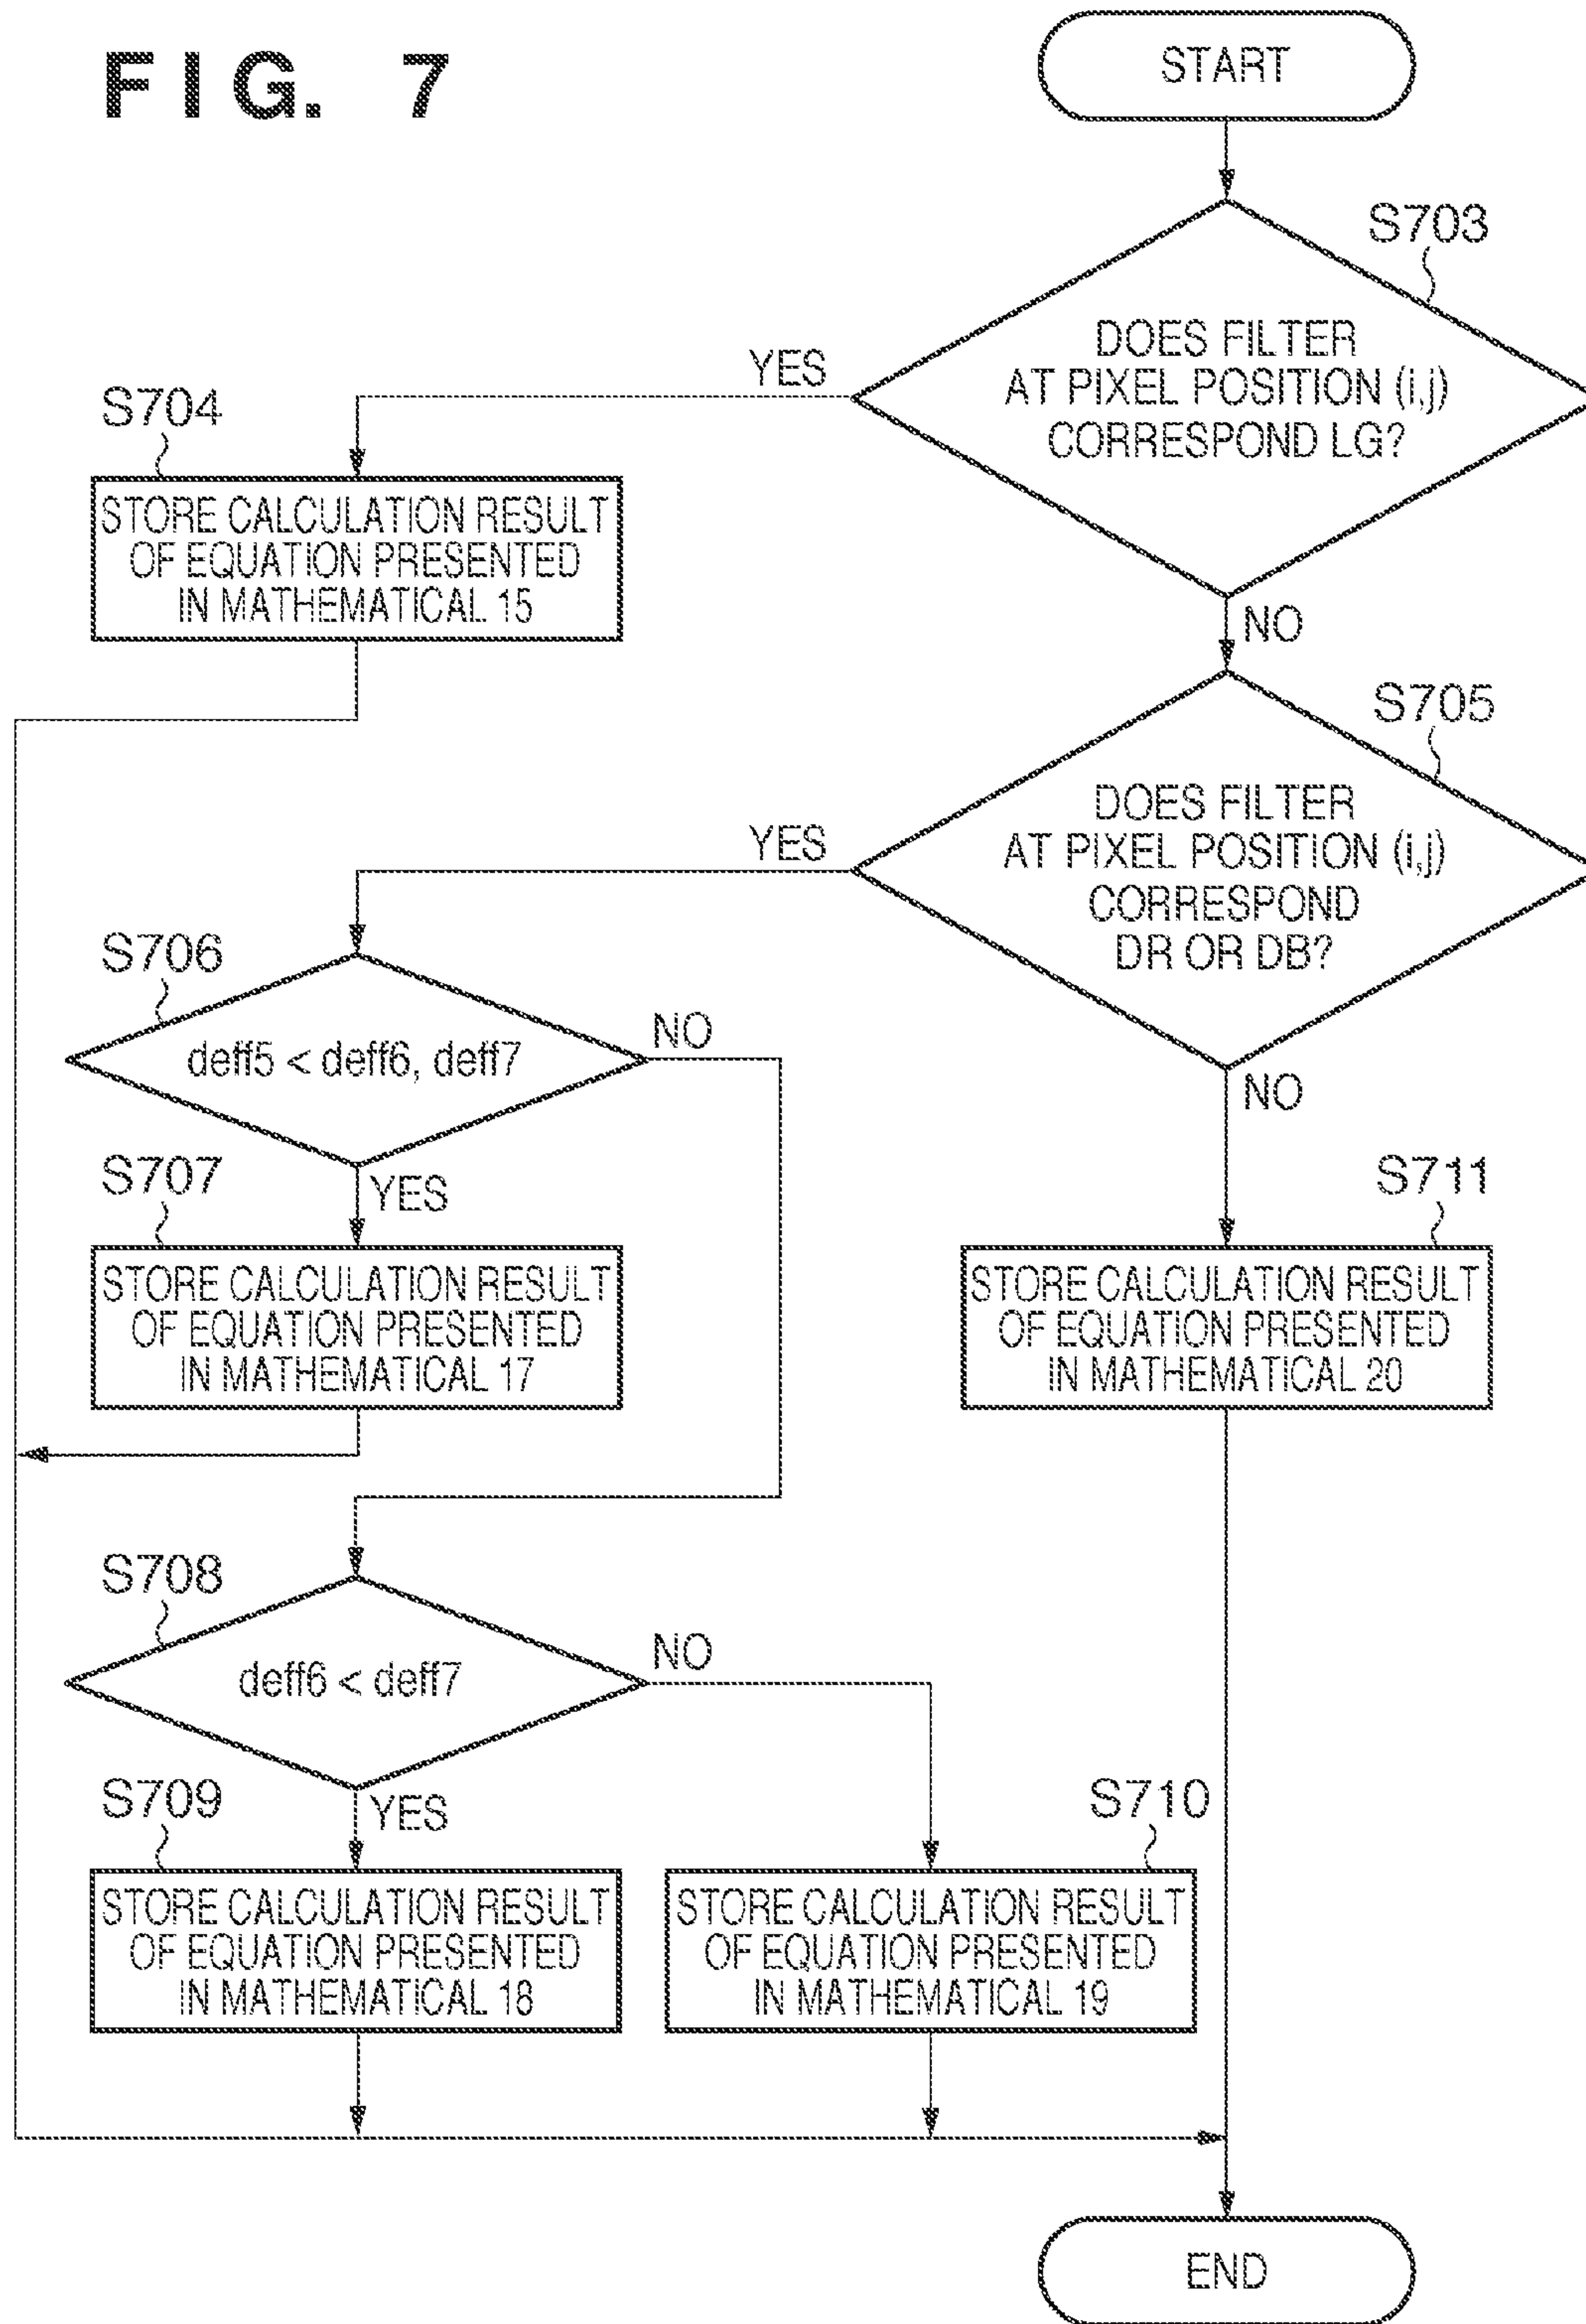 FIG. 7
START
S703
DOES FILTER
AT PIXEL POSITION (i,j)
CORRESPOND LG?
YES
NO
S704
STORE CALCULATION RESULT
OF EQUATION PRESENTED
IN MATHEMATICAL 15
S705
DOES FILTER
AT PIXEL POSITION (i,j)
CORRESPOND
DR OR DB?
YES
NO
S706
deff5 < deff6, deff7
NO
YES
S707
STORE CALCULATION RESULT
OF EQUATION PRESENTED
IN MATHEMATICAL 17
S711
STORE CALCULATION RESULT
OF EQUATION PRESENTED
IN MATHEMATICAL 20
S708
deff6 < deff7
NO
YES
S709
STORE CALCULATION RESULT
OF EQUATION PRESENTED
IN MATHEMATICAL 18
S710
STORE CALCULATION RESULT
OF EQUATION PRESENTED
IN MATHEMATICAL 19
END